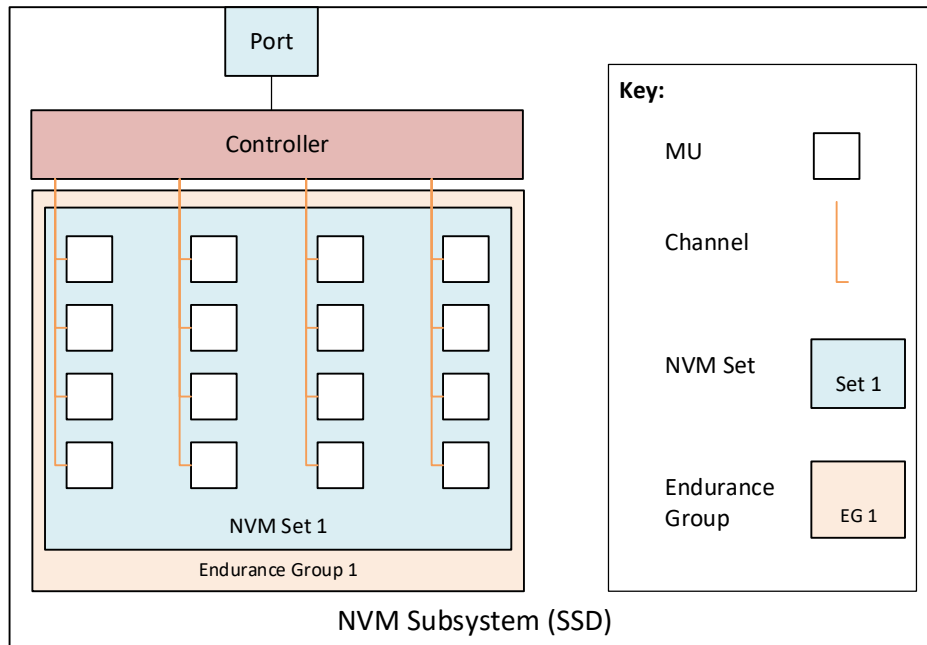 Port
Controller
NVM Set 1
Endurance Group 1
NVM Subsystem (SSD)
Key:
MU
Channel
NVM Set
Set 1
Endurance
Group
EG 1